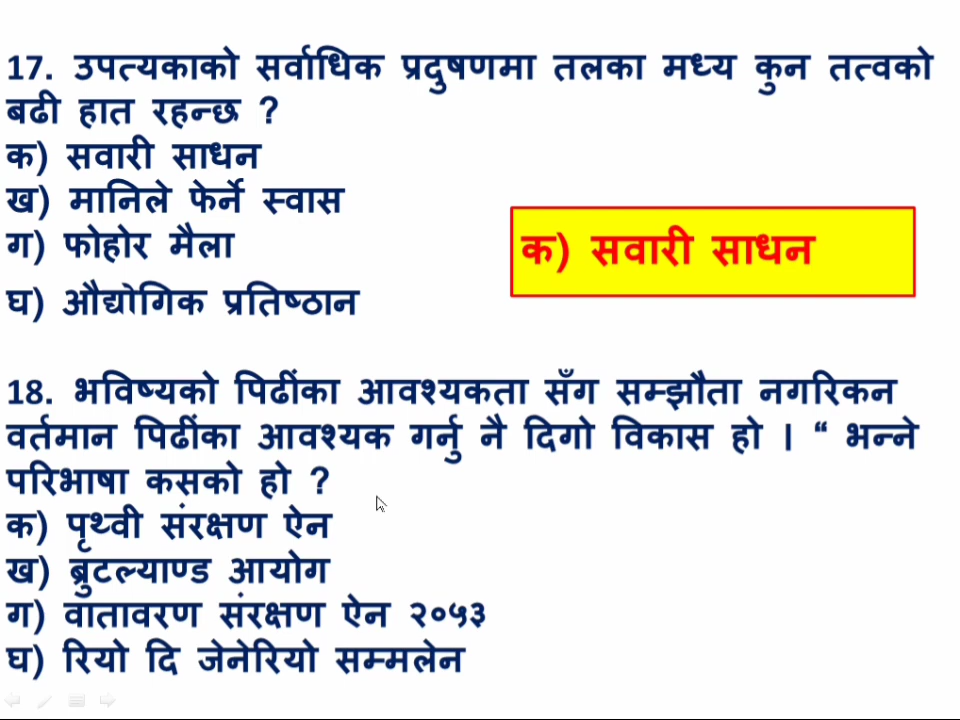 17. उपत्यकाको सर्वाधिक प्रदुषणमा तलका मध्य कुन तत्वको
बढी हात रहन्छ ?
क) सवारी साधन
ख) मानिले फेर्ने स्वास
ग) फोहोर मैला
घ) औद्योगिक प्रतिष्ठान
क) सवारी साधन
18. भविष्यको पिढींका आवश्यकता सँग सम्झौता नगरिकन
वर्तमान पिढींका आवश्यक गर्नु नै दिगो विकास हो । “ भन्ने
परिभाषा कसको हो ?
क) पृथ्वी संरक्षण ऐन
ख) ब्रुटल्याण्ड आयोग
ग) वातावरण संरक्षण ऐन २०५३
घ) रियो दि जेनेरियो सम्मलेन